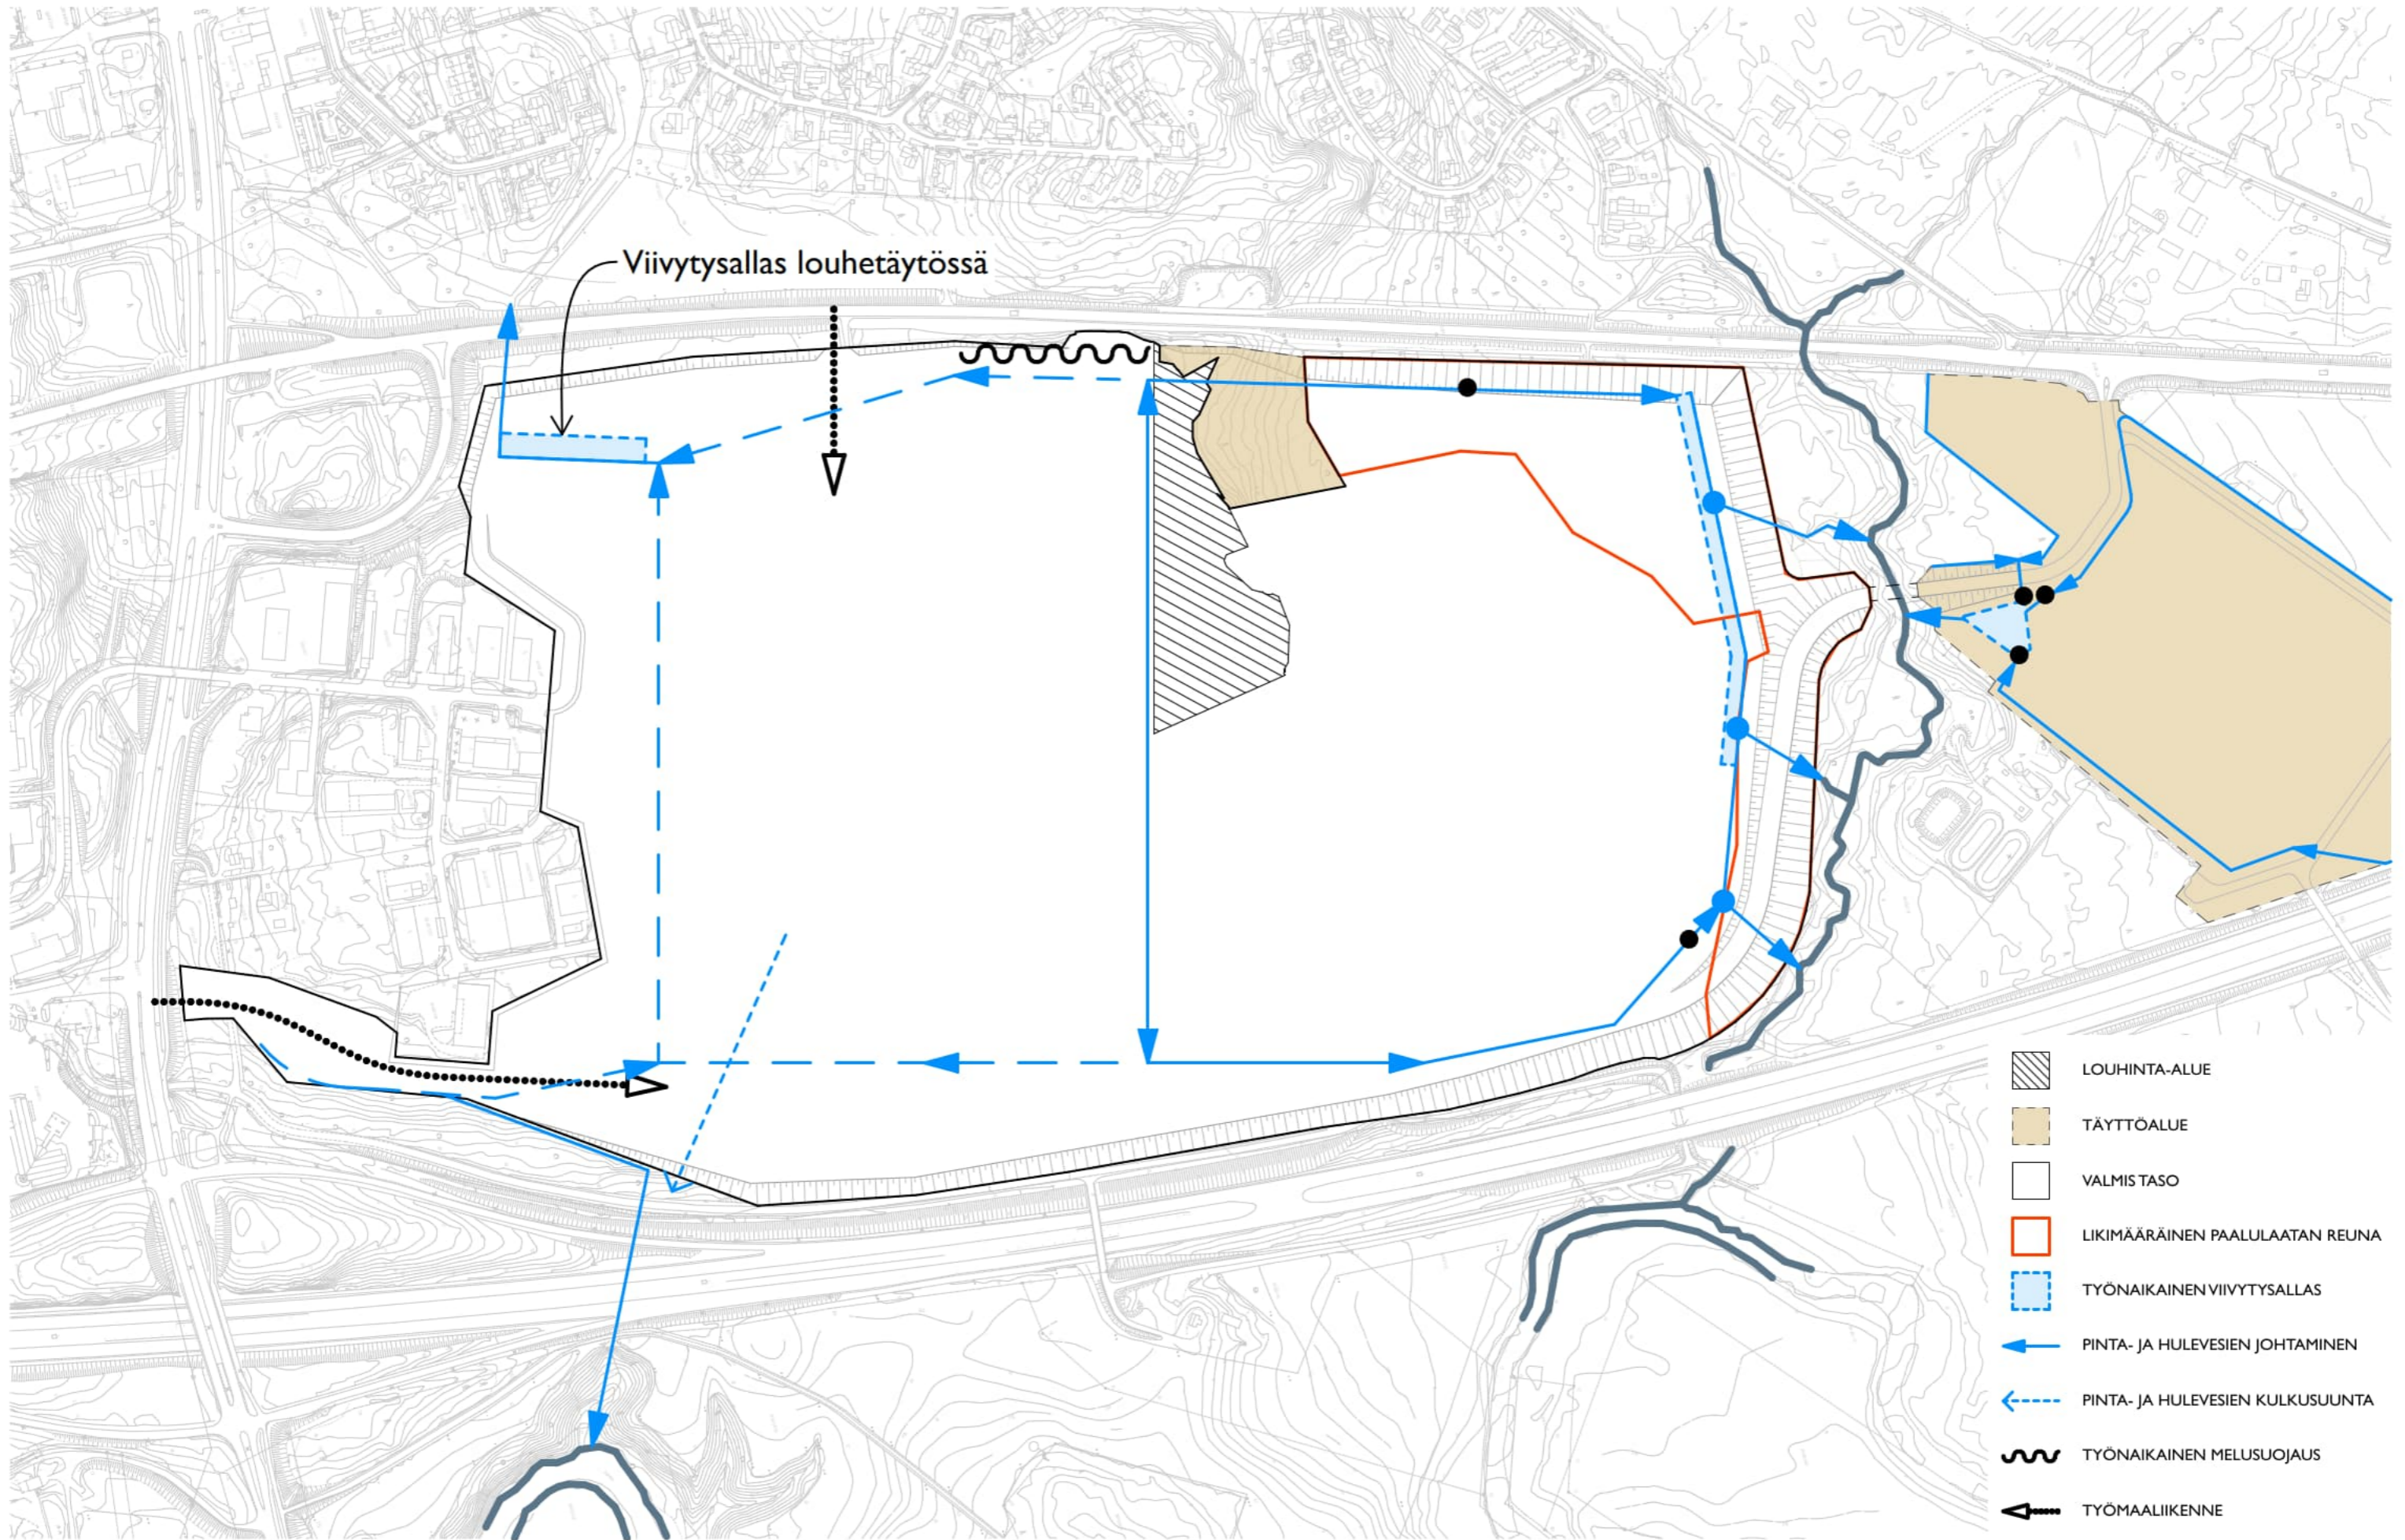 Viivytysallas louhetäytössä
LOUHINTA-ALUE
TÄYTTÖALUE
VALMIS TASO
LIKIMÄÄRÄINEN PAALULAATAN REUNA
TYÖNAIKAINEN VIIVYTYSALLAS
PINTA- JA HULEVESIEN JOHTAMINEN
PINTA- JA HULEVESIEN KULKUSUUNTA
TYÖNAIKAINEN MELUSUOJAUS
TYÖMAALIIKENNE